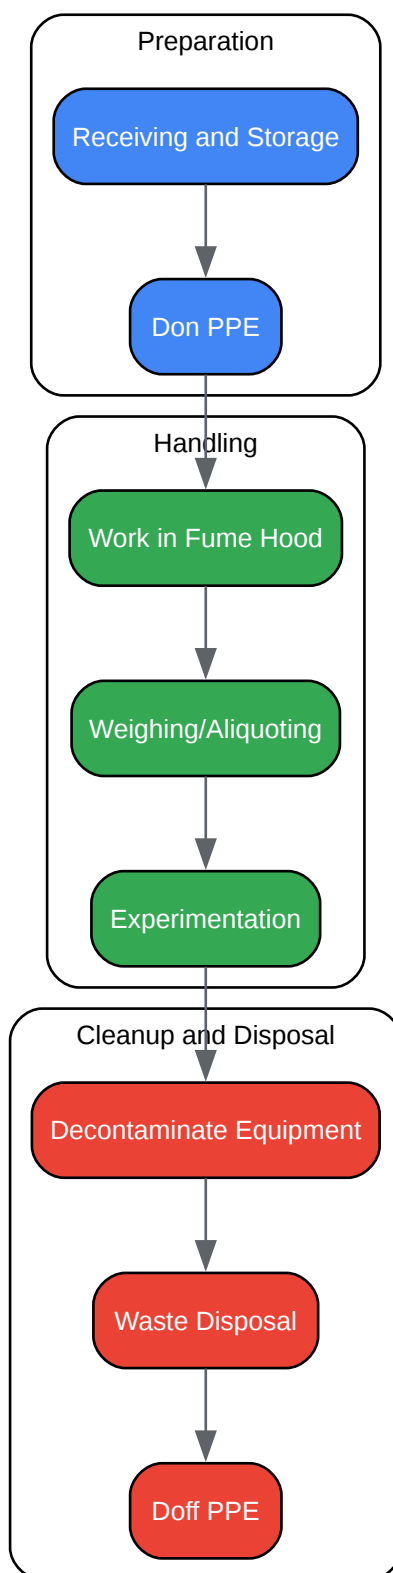 Preparation
Receiving and Storage
Don PPE
Handling
Work in Fume Hood
Weighing/Aliquoting
Experimentation
Cleanup and Disposal
Decontaminate Equipment
Waste Disposal
Doff PPE